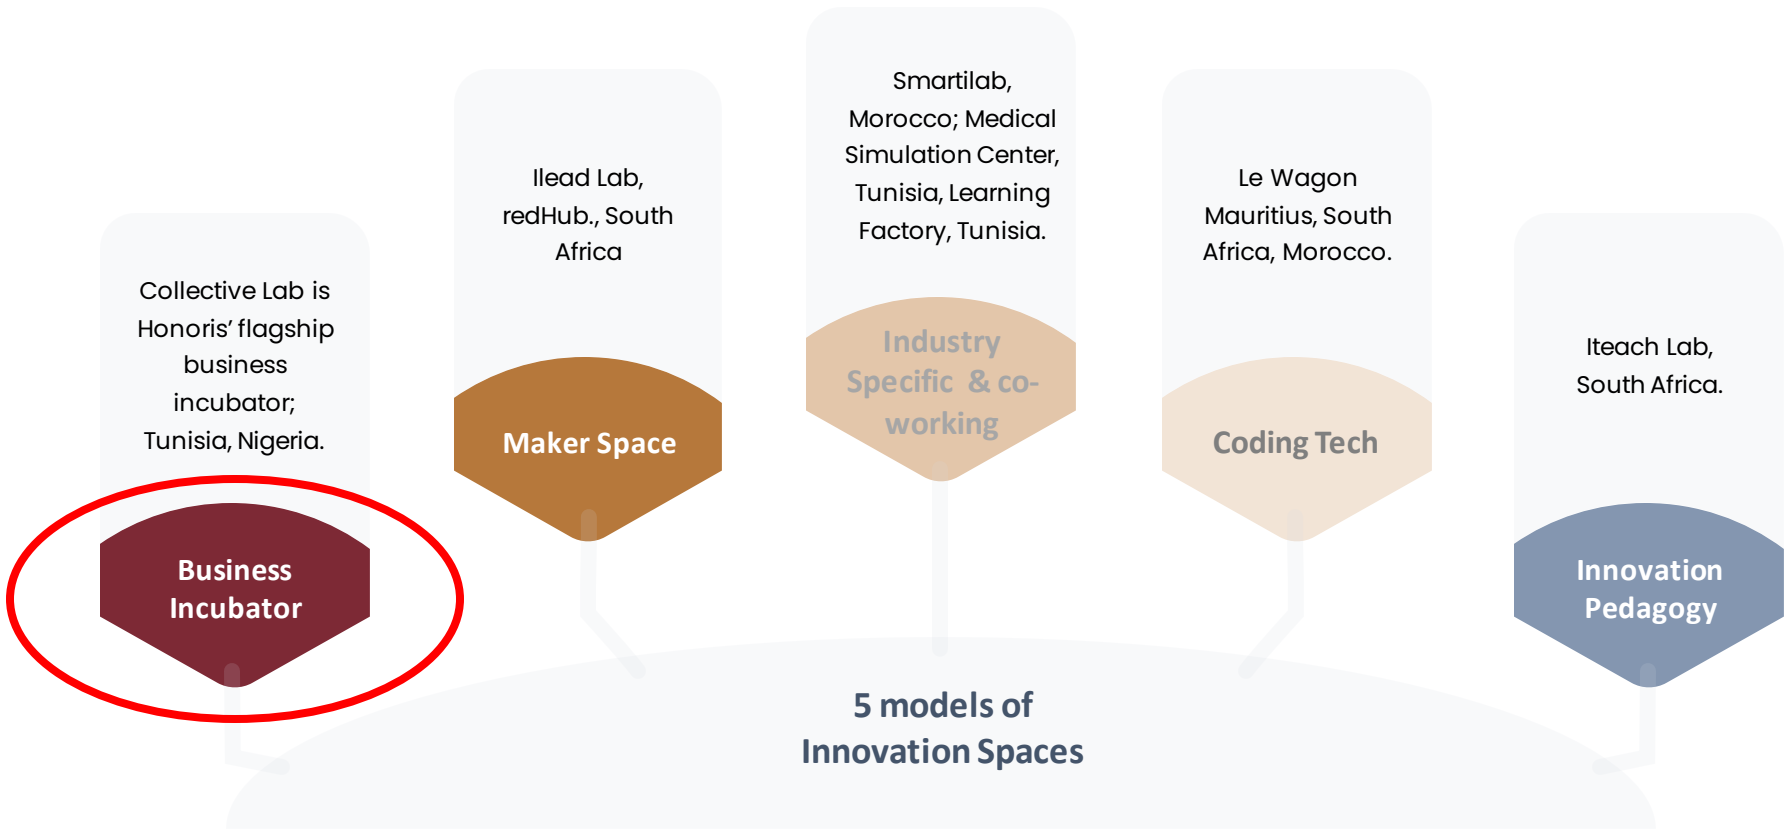 Collective Lab is
Honoris’ flagship
business
incubator;
Tunisia, Nigeria.
Business
Incubator
Ilead Lab,
redHub., South
Africa
Maker Space
Smartilab,
Morocco; Medical
Simulation Center,
Tunisia, Learning
Factory, Tunisia.
Industry
Specific & co-
working
Le Wagon
Mauritius, South
Africa, Morocco.
Coding Tech
Iteach Lab,
South Africa.
Innovation
Pedagogy
5 models of
Innovation Spaces